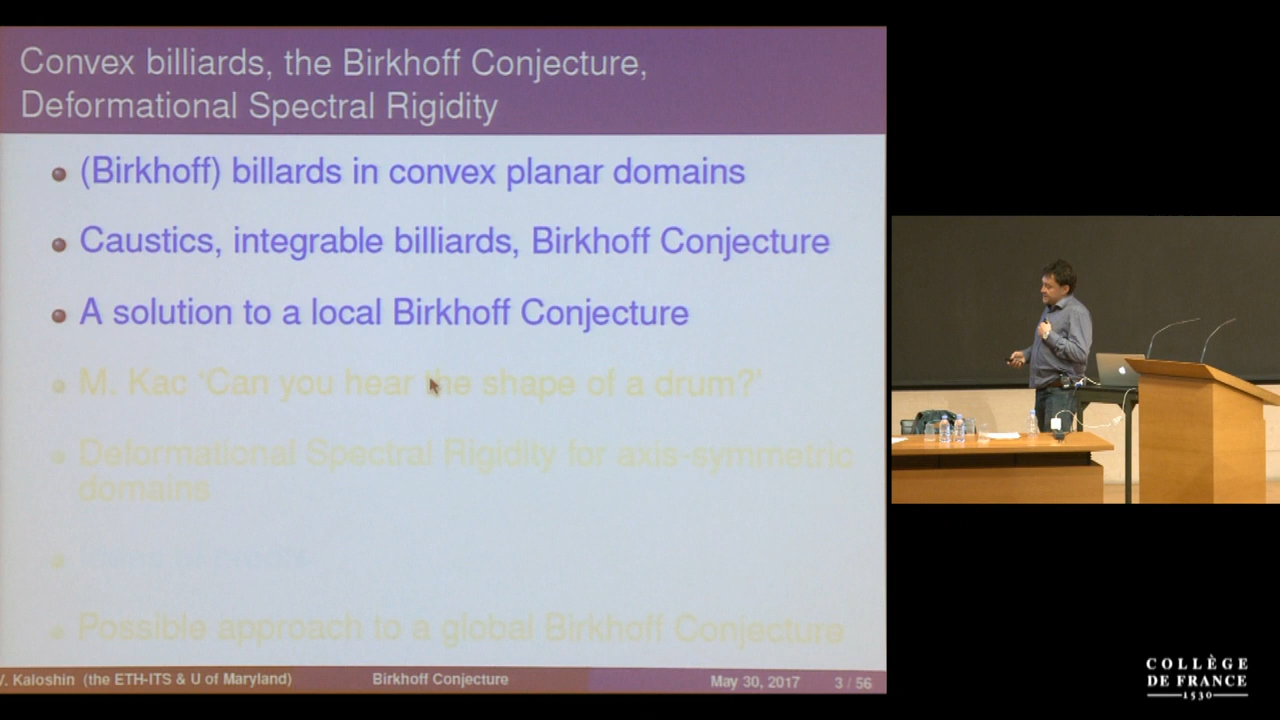 Convex billiards, the Birkhoff Conjecture,
Deformational Spectral Rigidity
(Birkhoff) billards in convex planar domains
Caustics, integrable billiards, Birkhoff Conjecture
A solution to a local Birkhoff Conjecture
M. Kac 'Can you hear the shape of a drum?'
Deformational Spectral Rigidity for axis-symmetric
domains
Possible approach to a global Birkhoff Conjecture
V. Kaloshin (the ETH-ITS & U of Maryland) Birkhoff Conjecture May 30, 2017 3 / 56
COLLÈGE
DE FRANCE
1530